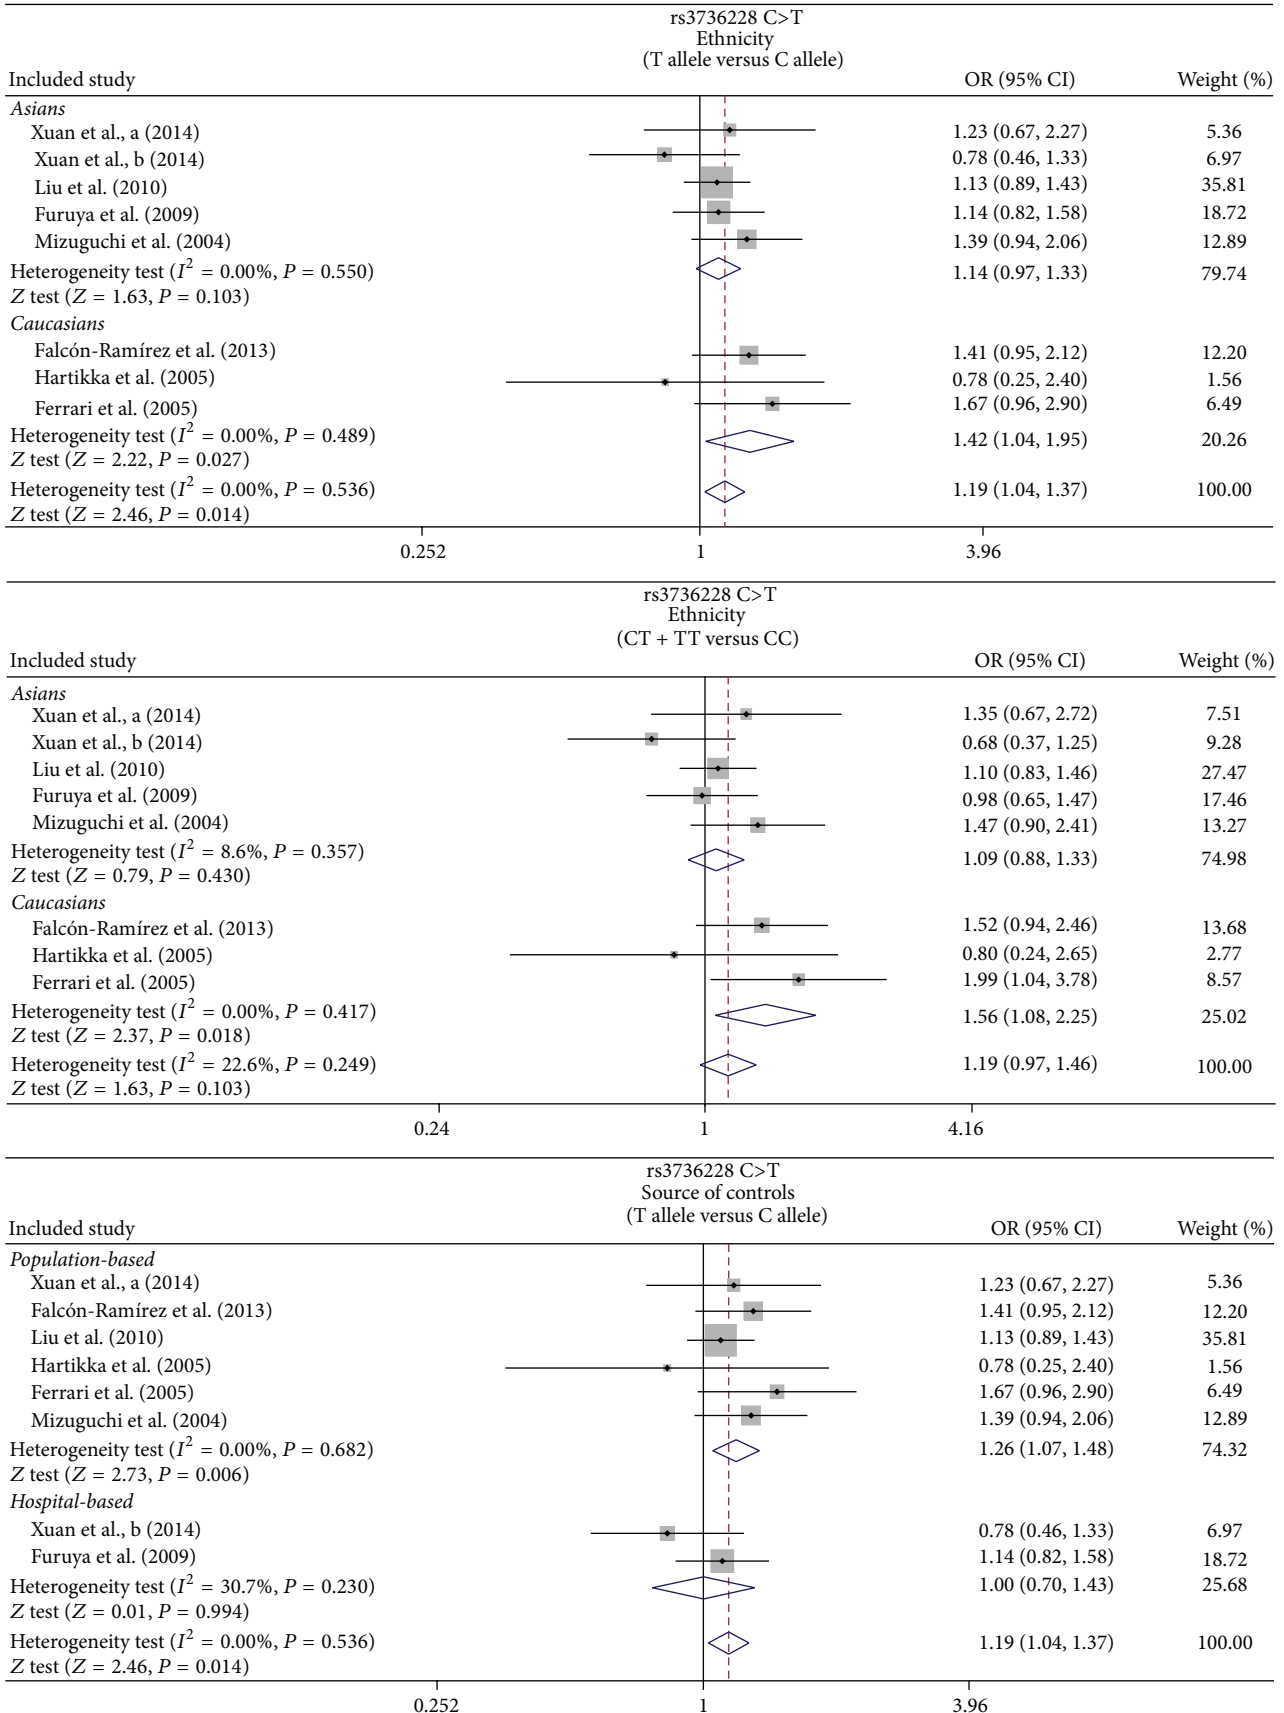 rs3736228 C>T
Ethnicity
(T allele versus C allele)
Included study OR (95% CI) Weight (%)
Asians
Xuan et al., a (2014) 1.23 (0.67, 2.27) 5.36
Xuan et al., b (2014) 0.78 (0.46, 1.33) 6.97
Liu et al. (2010) 1.13 (0.89, 1.43) 35.81
Furuya et al. (2009) 1.14 (0.82, 1.58) 18.72
Mizuguchi et al. (2004) 1.39 (0.94, 2.06) 12.89
Heterogeneity test (I² = 0.00%, P = 0.550) 1.14 (0.97, 1.33) 79.74
Z test (Z = 1.63, P = 0.103)
Caucasians
Falcón-Ramírez et al. (2013) 1.41 (0.95, 2.12) 12.20
Hartikka et al. (2005) 0.78 (0.25, 2.40) 1.56
Ferrari et al. (2005) 1.67 (0.96, 2.90) 6.49
Heterogeneity test (I² = 0.00%, P = 0.489) 1.42 (1.04, 1.95) 20.26
Z test (Z = 2.22, P = 0.027)
Heterogeneity test (I² = 0.00%, P = 0.536) 1.19 (1.04, 1.37) 100.00
Z test (Z = 2.46, P = 0.014)
0.252 1 3.96
rs3736228 C>T
Ethnicity
(CT + TT versus CC)
Included study OR (95% CI) Weight (%)
Asians
Xuan et al., a (2014) 1.35 (0.67, 2.72) 7.51
Xuan et al., b (2014) 0.68 (0.37, 1.25) 9.28
Liu et al. (2010) 1.10 (0.83, 1.46) 27.47
Furuya et al. (2009) 0.98 (0.65, 1.47) 17.46
Mizuguchi et al. (2004) 1.47 (0.90, 2.41) 13.27
Heterogeneity test (I² = 8.6%, P = 0.357) 1.09 (0.88, 1.33) 74.98
Z test (Z = 0.79, P = 0.430)
Caucasians
Falcón-Ramírez et al. (2013) 1.52 (0.94, 2.46) 13.68
Hartikka et al. (2005) 0.80 (0.24, 2.65) 2.77
Ferrari et al. (2005) 1.99 (1.04, 3.78) 8.57
Heterogeneity test (I² = 0.00%, P = 0.417) 1.56 (1.08, 2.25) 25.02
Z test (Z = 2.37, P = 0.018)
Heterogeneity test (I² = 22.6%, P = 0.249) 1.19 (0.97, 1.46) 100.00
Z test (Z = 1.63, P = 0.103)
0.24 1 4.16
rs3736228 C>T
Source of controls
(T allele versus C allele)
Included study OR (95% CI) Weight (%)
Population-based
Xuan et al., a (2014) 1.23 (0.67, 2.27) 5.36
Falcón-Ramírez et al. (2013) 1.41 (0.95, 2.12) 12.20
Liu et al. (2010) 1.13 (0.89, 1.43) 35.81
Hartikka et al. (2005) 0.78 (0.25, 2.40) 1.56
Ferrari et al. (2005) 1.67 (0.96, 2.90) 6.49
Mizuguchi et al. (2004) 1.39 (0.94, 2.06) 12.89
Heterogeneity test (I² = 0.00%, P = 0.682) 1.26 (1.07, 1.48) 74.32
Z test (Z = 2.73, P = 0.006)
Hospital-based
Xuan et al., b (2014) 0.78 (0.46, 1.33) 6.97
Furuya et al. (2009) 1.14 (0.82, 1.58) 18.72
Heterogeneity test (I² = 30.7%, P = 0.230) 1.00 (0.70, 1.43) 25.68
Z test (Z = 0.01, P = 0.994)
Heterogeneity test (I² = 0.00%, P = 0.536) 1.19 (1.04, 1.37) 100.00
Z test (Z = 2.46, P = 0.014)
0.252 1 3.96